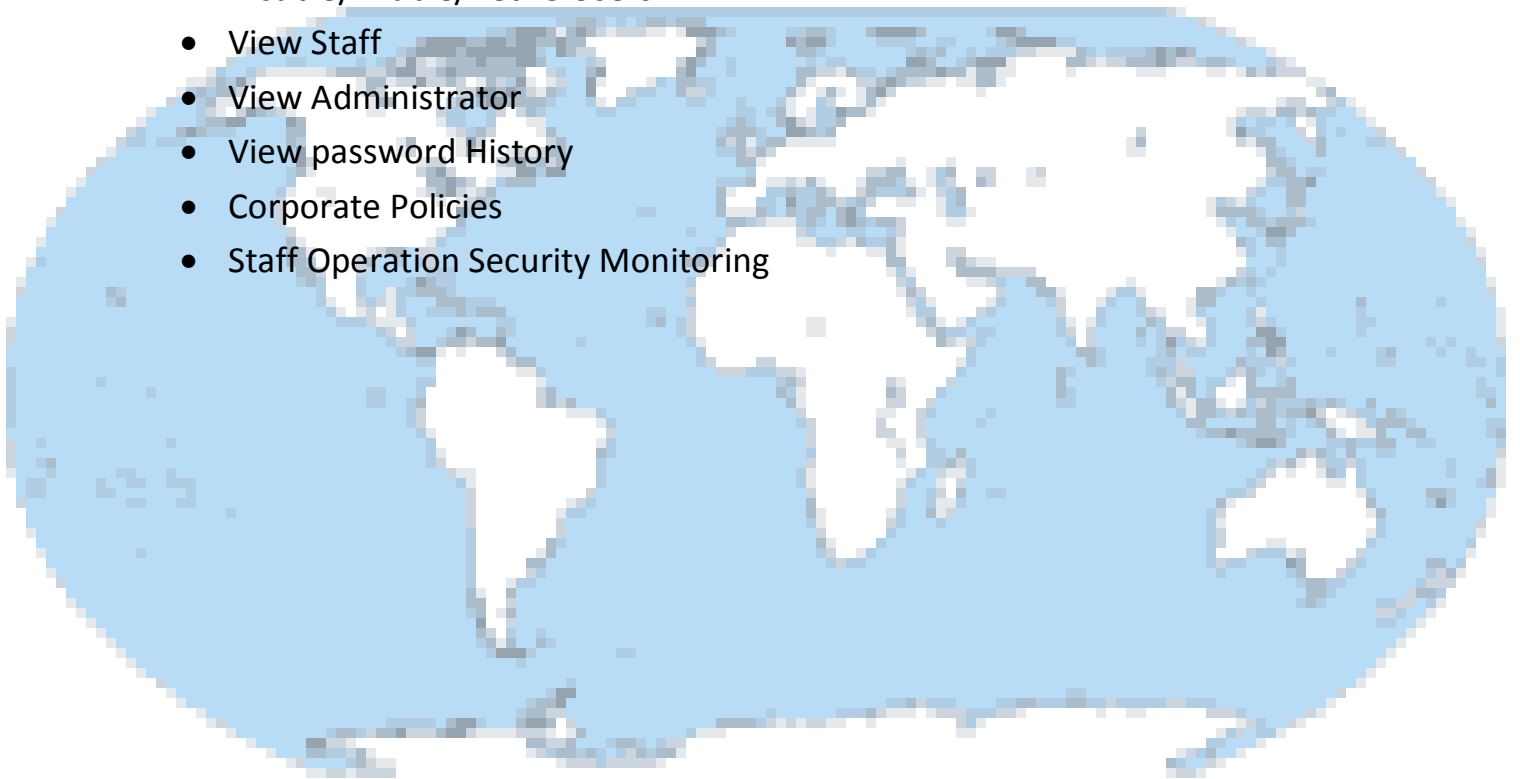 • View Staff
• View Administrator
• View password History
• Corporate Policies
• Staff Operation Security Monitoring